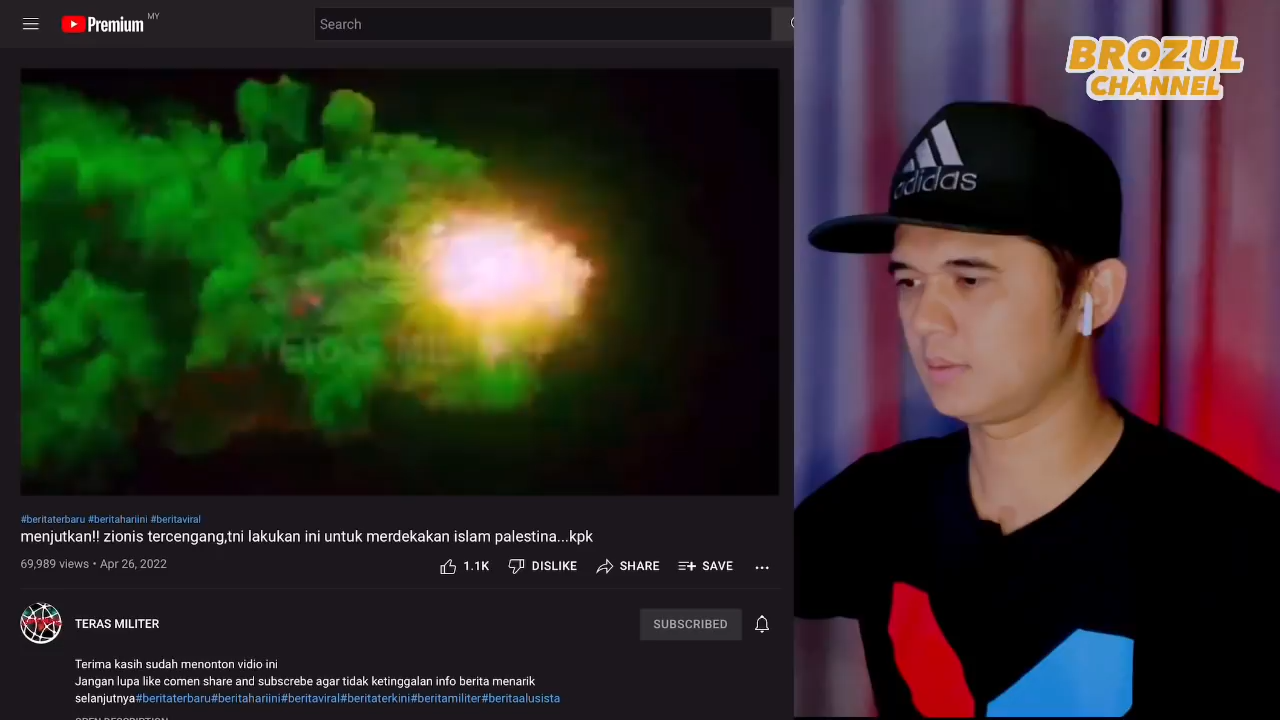 Premium MY
Search
BROZUL
CHANNEL
adidas
TERAS MILITER
#beritaterbaru #beritahariini #beritaviral
menjutkan!! zionis tercengang,tni lakukan ini untuk merdekakan islam palestina...kpk
69,989 views • Apr 26, 2022
1.1K DISLIKE SHARE SAVE
TERAS MILITER
SUBSCRIBED
Terima kasih sudah menonton vidio ini
Jangan lupa like comen share and subscrebe agar tidak ketinggalan info berita menarik
selanjutnya#beritaterbaru#beritahariini#beritaviral#beritaterkini#beritamiliter#beritaalusista